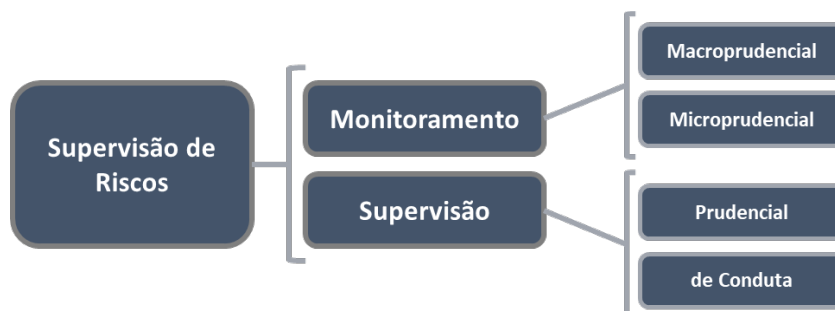 Supervisão de
Riscos
Monitoramento
Supervisão
Macroprudencial
Microprudencial
Prudencial
de Conduta